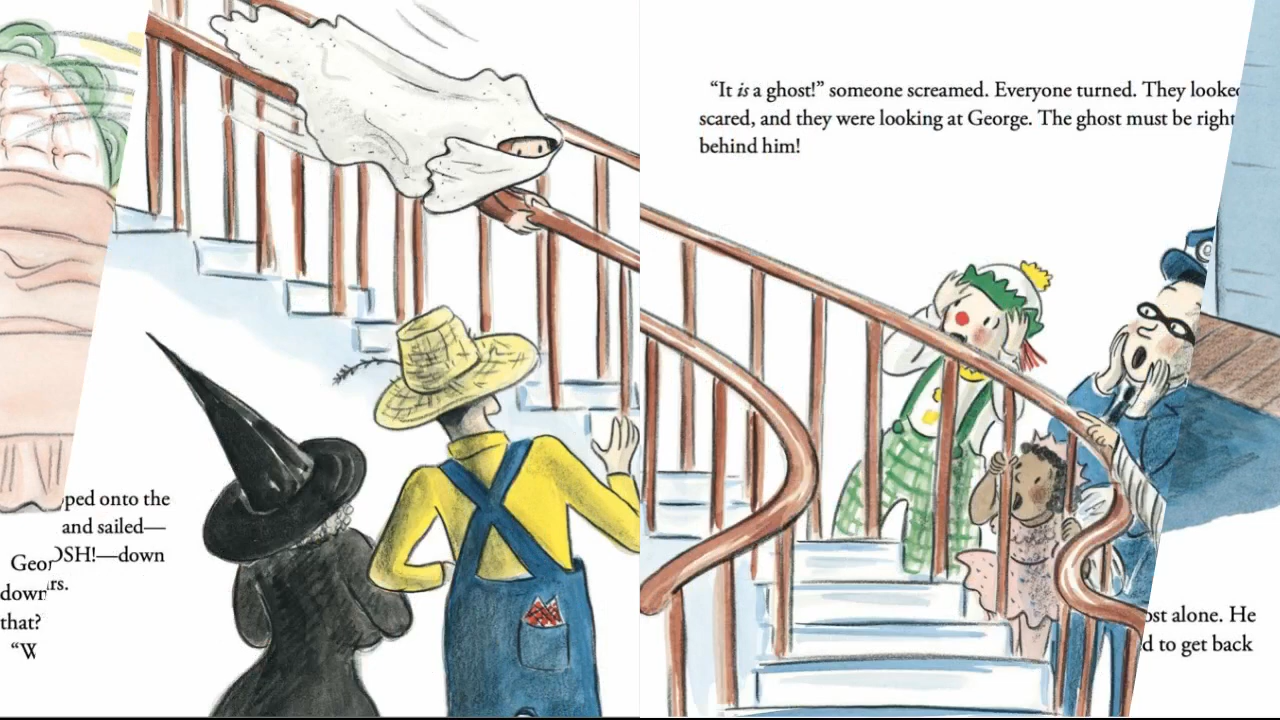 ped onto the
and sailed—
OSH!—down
rs.
Geor
down
that?
"W
"It is a ghost!" someone screamed. Everyone turned. They looked
scared, and they were looking at George. The ghost must be right
behind him!
ost alone. He
d to get back